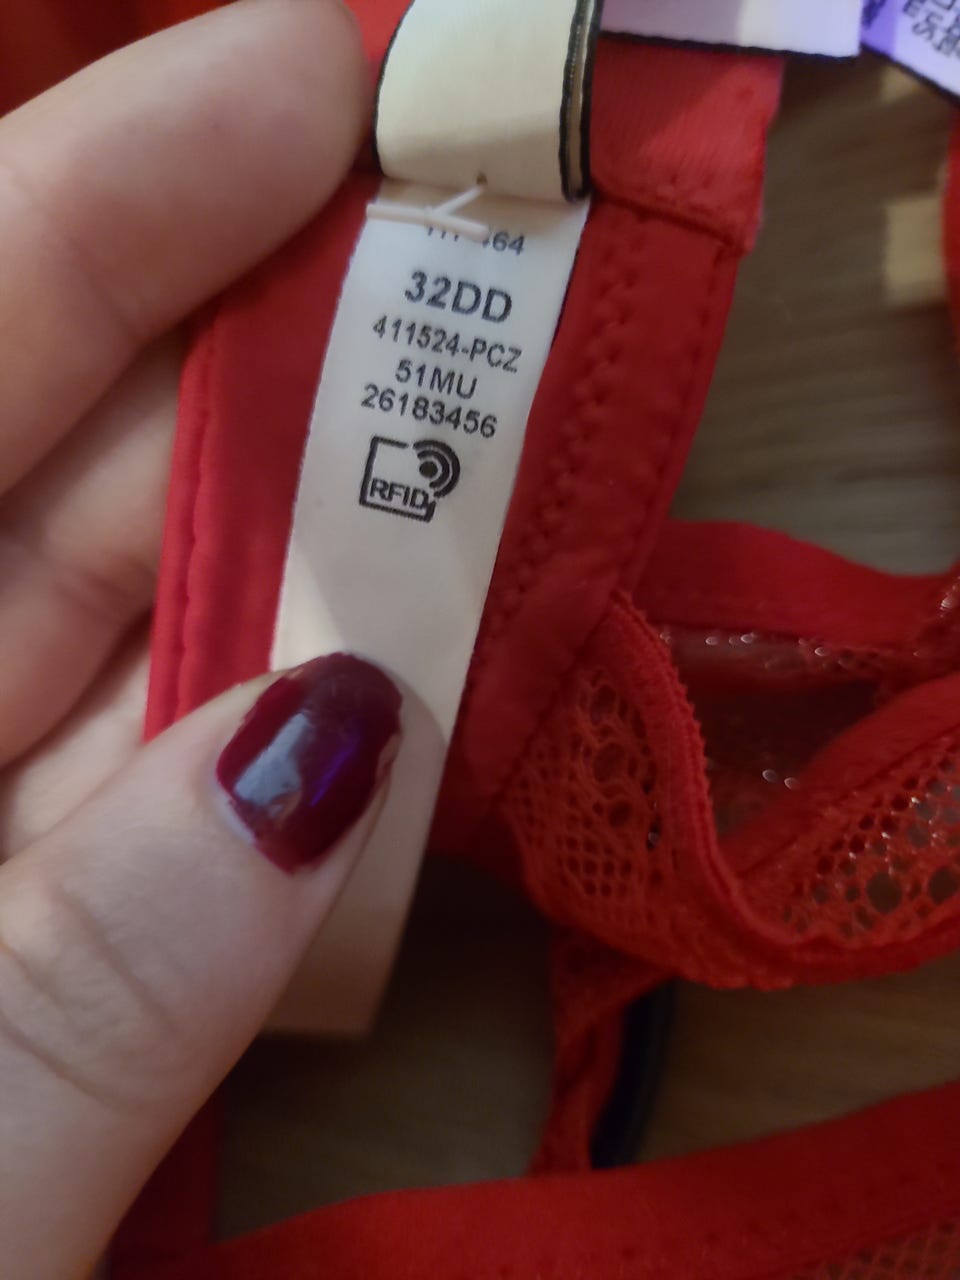 32DD
411524-PCZ
51MU
26183456
RFID